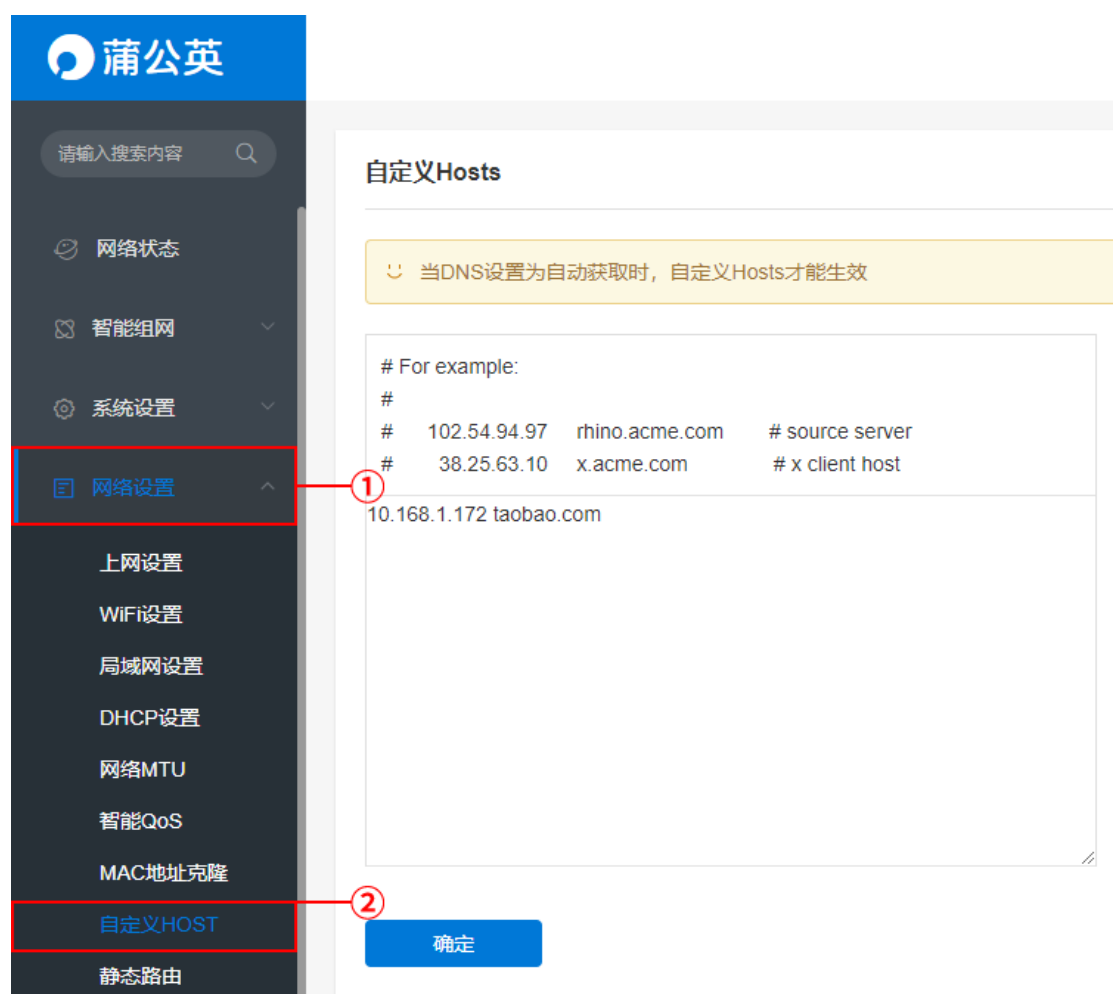 蒲公英
请输入搜索内容
网络状态
智能组网
系统设置
网络设置
①
上网设置
WiFi设置
局域网设置
DHCP设置
网络MTU
智能QoS
MAC地址克隆
自定义HOST
②
静态路由
自定义Hosts
当DNS设置为自动获取时，自定义Hosts才能生效
# For example:
#
# 102.54.94.97 rhino.acme.com # source server
# 38.25.63.10 x.acme.com # x client host
10.168.1.172 taobao.com
确定